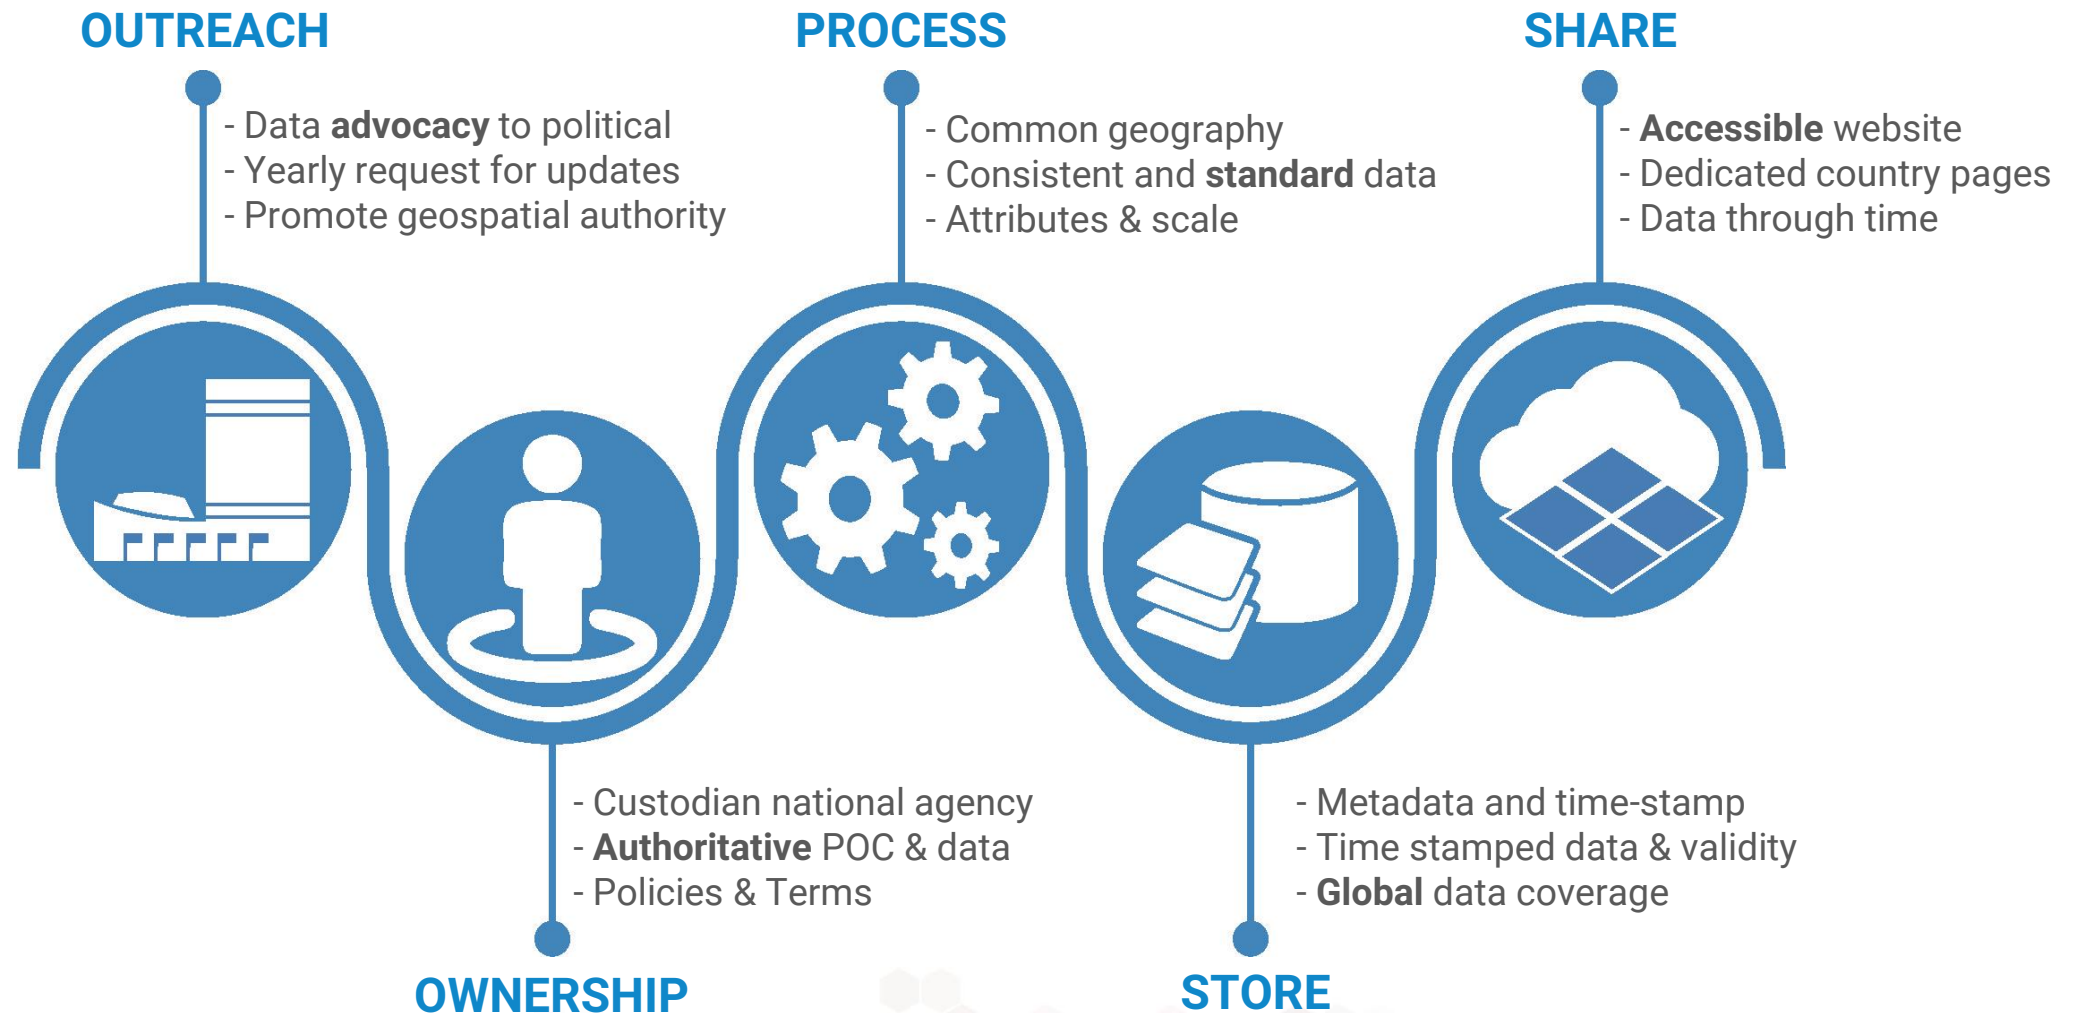 OUTREACH
- Data advocacy to political
- Yearly request for updates
- Promote geospatial authority
OWNERSHIP
- Custodian national agency
- Authoritative POC & data
- Policies & Terms
PROCESS
- Common geography
- Consistent and standard data
- Attributes & scale
STORE
- Metadata and time-stamp
- Time stamped data & validity
- Global data coverage
SHARE
- Accessible website
- Dedicated country pages
- Data through time